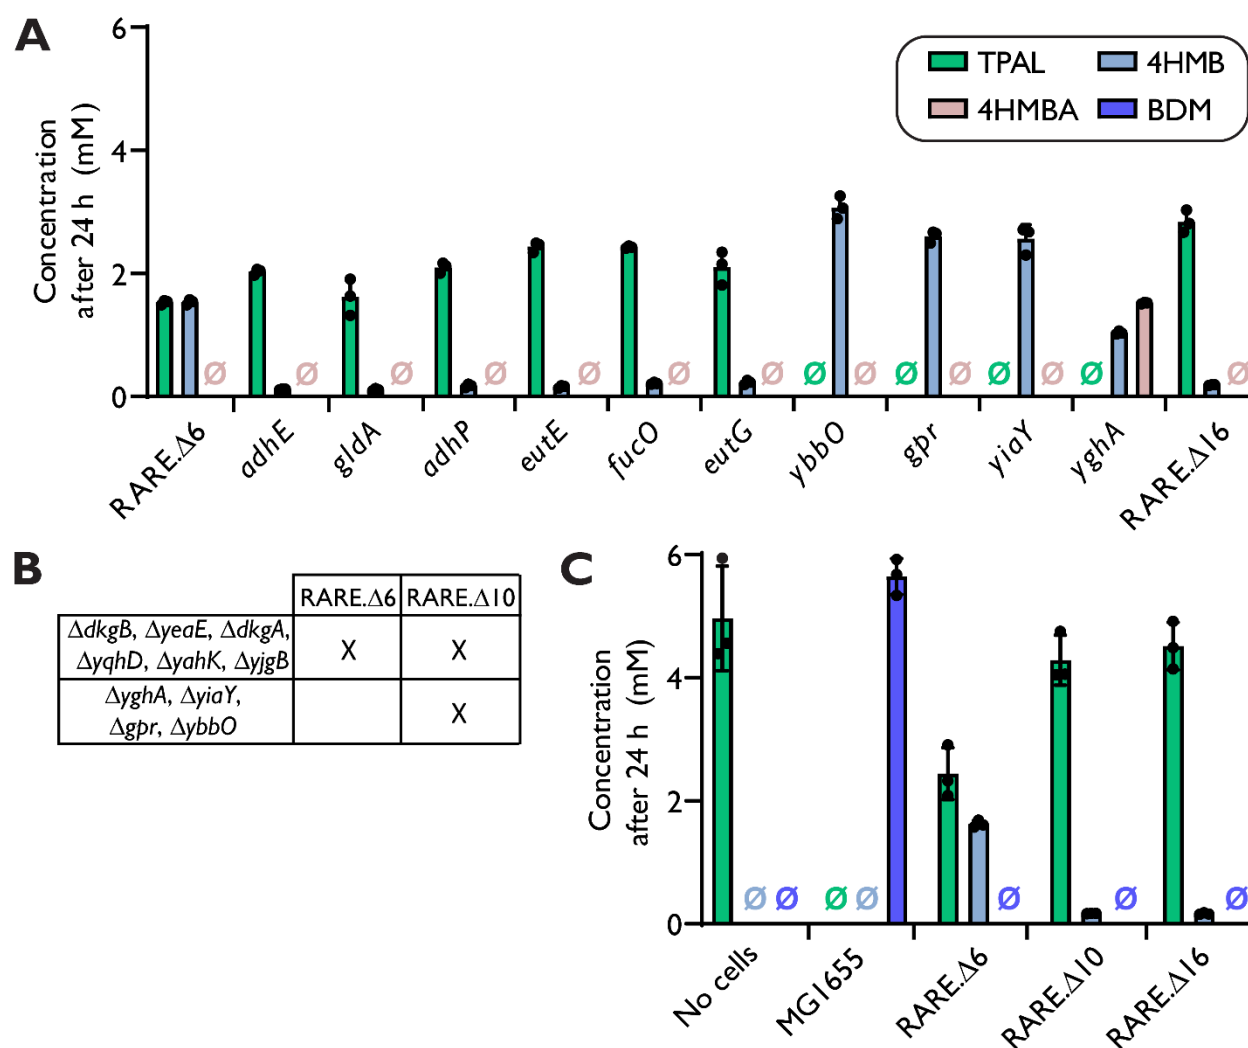 A
6
4
2
0
Concentration
after 24 h (mM)
TPAL
4HMB
4HMBA
BDM
Ø
Ø
Ø
Ø
Ø
Ø
Ø
Ø Ø
Ø Ø
Ø Ø
Ø
Ø
RARE.Δ6
adhE
gldA
adhP
eutE
fucO
eutG
ybbO
gpr
yiaY
yghA
RARE.Δ16
B
RARE.Δ6 RARE.Δ10
ΔdkgB, ΔyeaE, ΔdkgA,
ΔyqhD, ΔyahK, ΔyjgB
X X
ΔyghA, ΔyiaY,
Δgpr, ΔybbO
X
C
6
4
2
0
Concentration
after 24 h (mM)
Ø Ø
Ø Ø
Ø
Ø
Ø
No cells
MG1655
RARE.Δ6
RARE.Δ10
RARE.Δ16